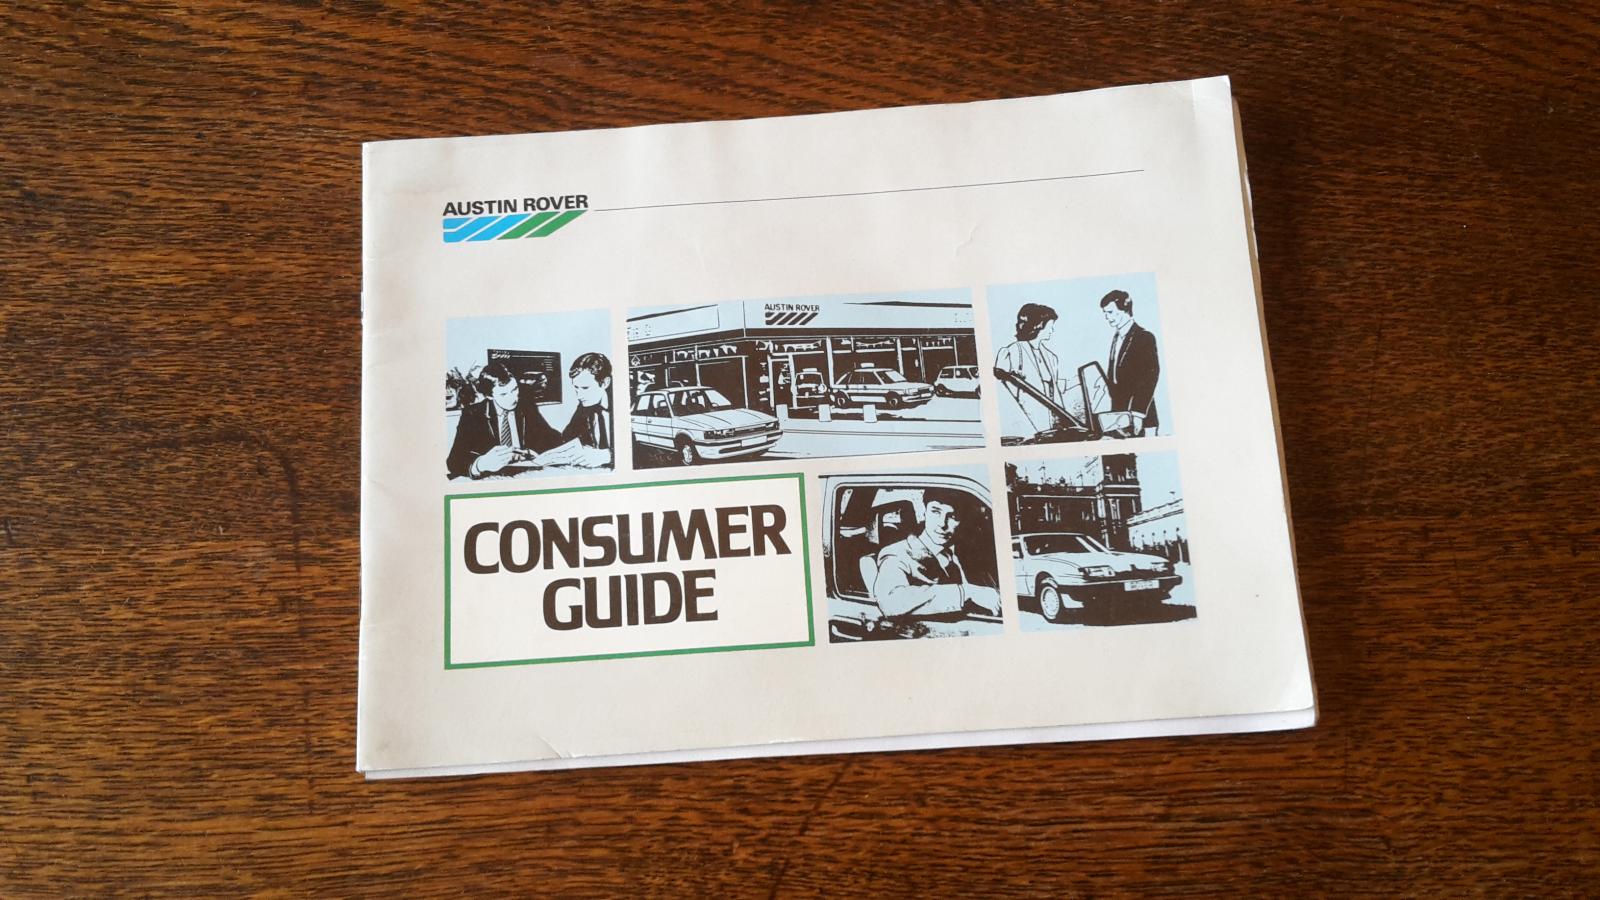 AUSTIN ROVER
AUSTIN ROVER
CONSUMER
GUIDE